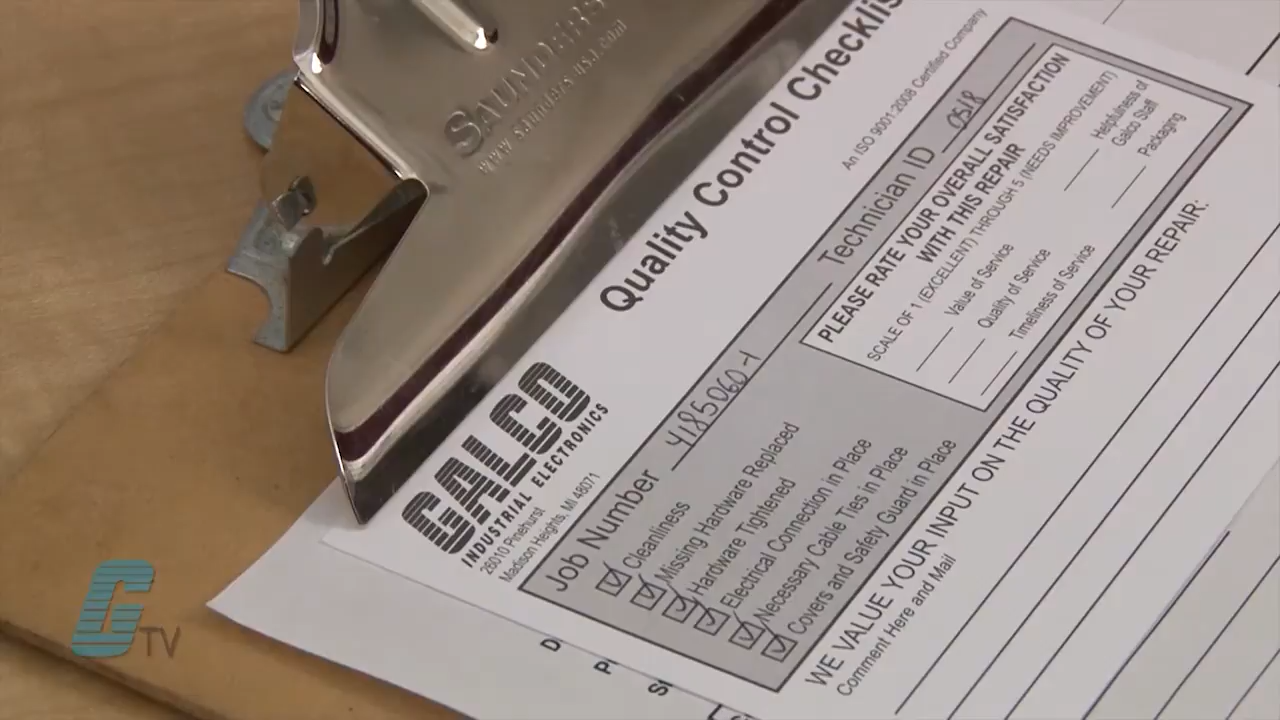 SAUNDERS
www.saundersusa.com
Quality Control Checklist
An ISO 9001:2008 Certified Company
GALCO
INDUSTRIAL ELECTRONICS
26010 Pinehurst
Madison Heights, MI 48071
Job Number 4185060-1 Technician ID 0518
Cleanliness
Missing Hardware Replaced
Hardware Tightened
Electrical Connection in Place
Necessary Cable Ties in Place
Covers and Safety Guard in Place
PLEASE RATE YOUR OVERALL SATISFACTION
WITH THIS REPAIR
SCALE OF 1 (EXCELLENT) THROUGH 5 (NEEDS IMPROVEMENT)
Value of Service
Quality of Service
Timeliness of Service
Helpfulness of
Galco Staff
Packaging
WE VALUE YOUR INPUT ON THE QUALITY OF YOUR REPAIR:
Comment Here and Mail
G TV